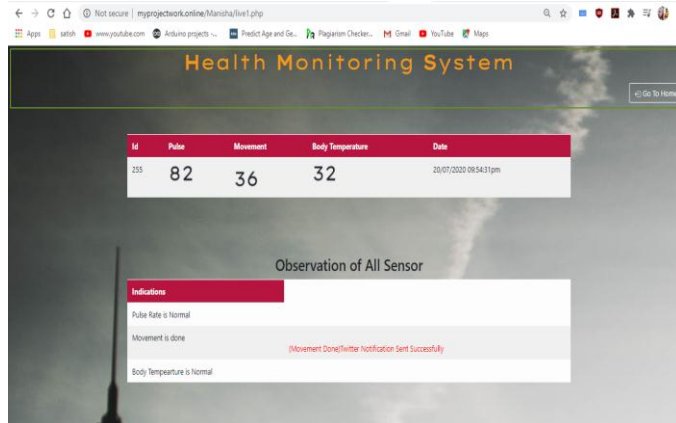 Not secure | myprojectwork.online/Manisha/live1.php
Apps satish www.youtube.com Arduino projects -... Predict Age and Ge... Plagiarism Checker... Gmail YouTube Maps
Health Monitoring System
Go To Home
Id Pulse Movement Body Temperature Date
255 82 36 32 20/07/2020 09:54:31pm
Observation of All Sensor
Indications
Pulse Rate is Normal
Movement is done
(Movement Done)Twitter Notification Sent Successfully
Body Tempearture is Normal